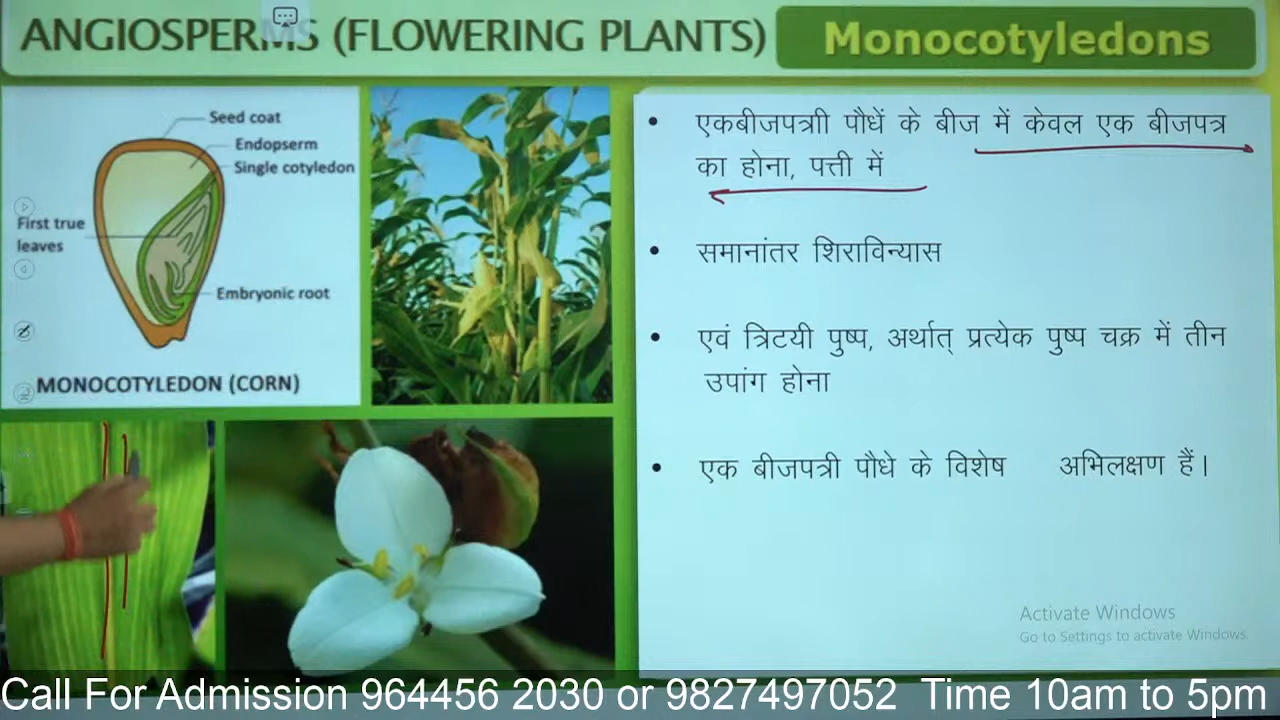 ANGIOSPERMS (FLOWERING PLANTS)
Monocotyledons
Seed coat
Endopserm
Single cotyledon
First true
leaves
Embryonic root
MONOCOTYLEDON (CORN)
• एकबीजपत्राी पौधें के बीज में केवल एक बीजपत्र
का होना, पत्ती में
• समानांतर शिराविन्यास
• एवं त्रिटयी पुष्प, अर्थात् प्रत्येक पुष्प चक्र में तीन
उपांग होना
• एक बीजपत्री पौधे के विशेष अभिलक्षण हैं।
Activate Windows
Go to Settings to activate Windows.
Call For Admission 964456 2030 or 9827497052 Time 10am to 5pm